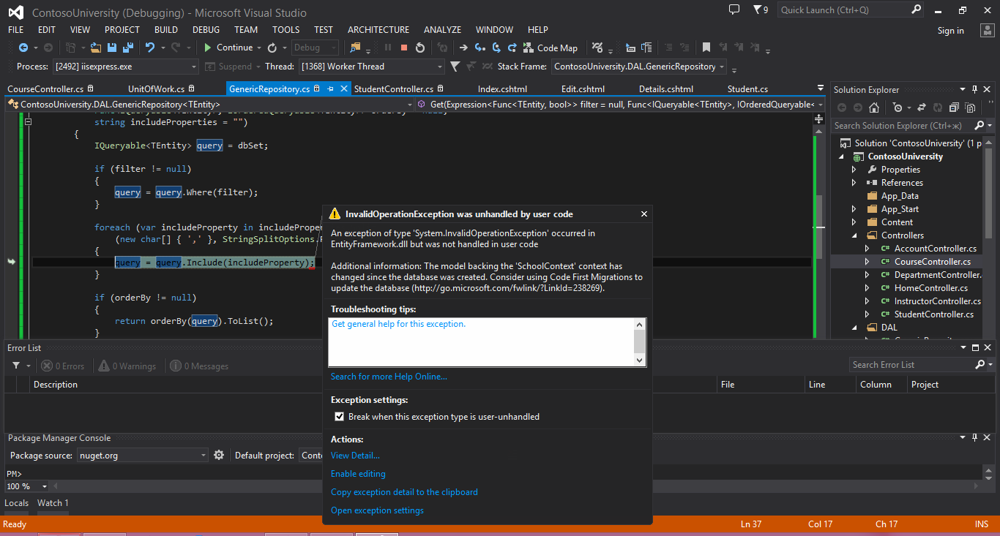 ContosoUniversity (Debugging) - Microsoft Visual Studio
9
Quick Launch (Ctrl+Q)
FILE EDIT VIEW PROJECT BUILD DEBUG TEAM TOOLS TEST ARCHITECTURE ANALYZE WINDOW HELP
Sign in
Continue Debug Code Map
Process: [2492] iisexpress.exe Suspend Thread: [1368] Worker Thread Stack Frame: ContosoUniversity.DAL.GenericRepository
CourseController.cs UnitOfWork.cs GenericRepository.cs StudentController.cs Index.cshtml Edit.cshtml Details.cshtml Student.cs
ContosoUniversity.DAL.GenericRepository<TEntity> Get(Expression<Func<TEntity, bool>> filter = null, Func<IQueryable<TEntity>, IOrderedQueryable<
string includeProperties = "")
{
IQueryable<TEntity> query = dbSet;
if (filter != null)
{
query = query.Where(filter);
}
foreach (var includeProperty in includePrope
(new char[] { ',' }, StringSplitOptions.
{
query = query.Include(includeProperty);
}
if (orderBy != null)
{
return orderBy(query).ToList();
}
InvalidOperationException was unhandled by user code
An exception of type 'System.InvalidOperationException' occurred in
EntityFramework.dll but was not handled in user code
Additional information: The model backing the 'SchoolContext' context has
changed since the database was created. Consider using Code First Migrations to
update the database (http://go.microsoft.com/fwlink/?LinkId=238269).
Troubleshooting tips:
Get general help for this exception.
Search for more Help Online...
Exception settings:
Break when this exception type is user-unhandled
Actions:
View Detail...
Enable editing
Copy exception detail to the clipboard
Open exception settings
Solution Explorer
Search Solution Explorer (Ctrl+ж)
Solution 'ContosoUniversity' (1 p
ContosoUniversity
Properties
References
App_Data
App_Start
Content
Controllers
AccountController.cs
CourseController.cs
DepartmentController.
HomeController.cs
InstructorController.cs
StudentController.cs
DAL
Error List
0 Errors 0 Warnings 0 Messages
Search Error List
Description File Line Column Project
Package Manager Console
Package source: nuget.org Default project: Cont
PM>
100 %
Locals Watch 1
Ready Ln 37 Col 17 Ch 17 INS